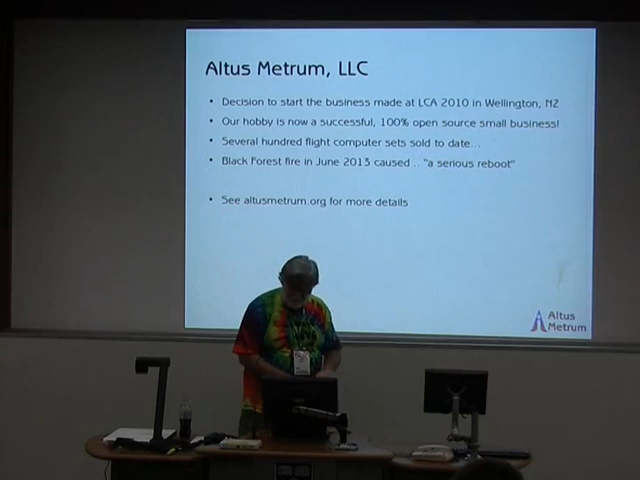 Altus Metrum, LLC
• Decision to start the business made at LCA 2010 in Wellington, NZ
• Our hobby is now a successful, 100% open source small business!
• Several hundred flight computer sets sold to date...
• Black Forest fire in June 2013 caused .. "a serious reboot"
• See altusmetrum.org for more details
Altus
Metrum